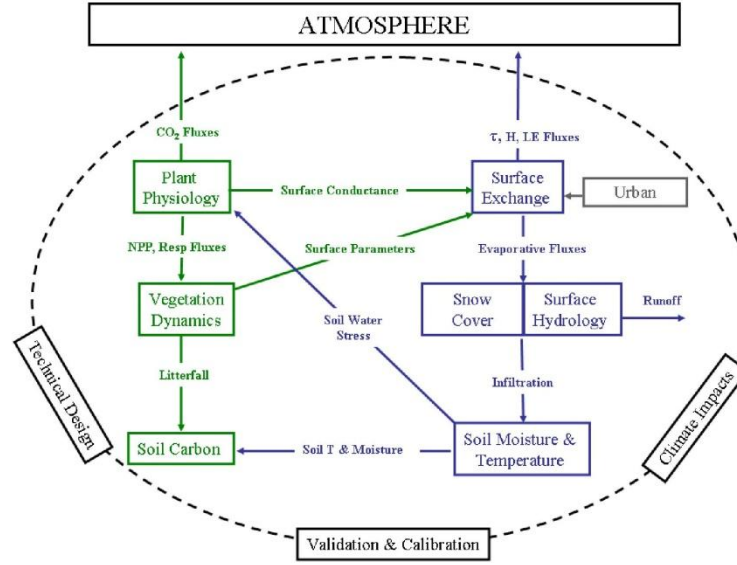 ATMOSPHERE
CO₂ Fluxes
τ, H, LE Fluxes
Plant
Physiology
Surface Conductance
Surface
Exchange
Urban
NPP, Resp Fluxes
Surface Parameters
Evaporative Fluxes
Vegetation
Dynamics
Soil Water
Stress
Snow
Cover
Surface
Hydrology
Runoff
Technical Design
Litterfall
Infiltration
Climate Impacts
Soil Carbon
Soil T & Moisture
Soil Moisture &
Temperature
Validation & Calibration